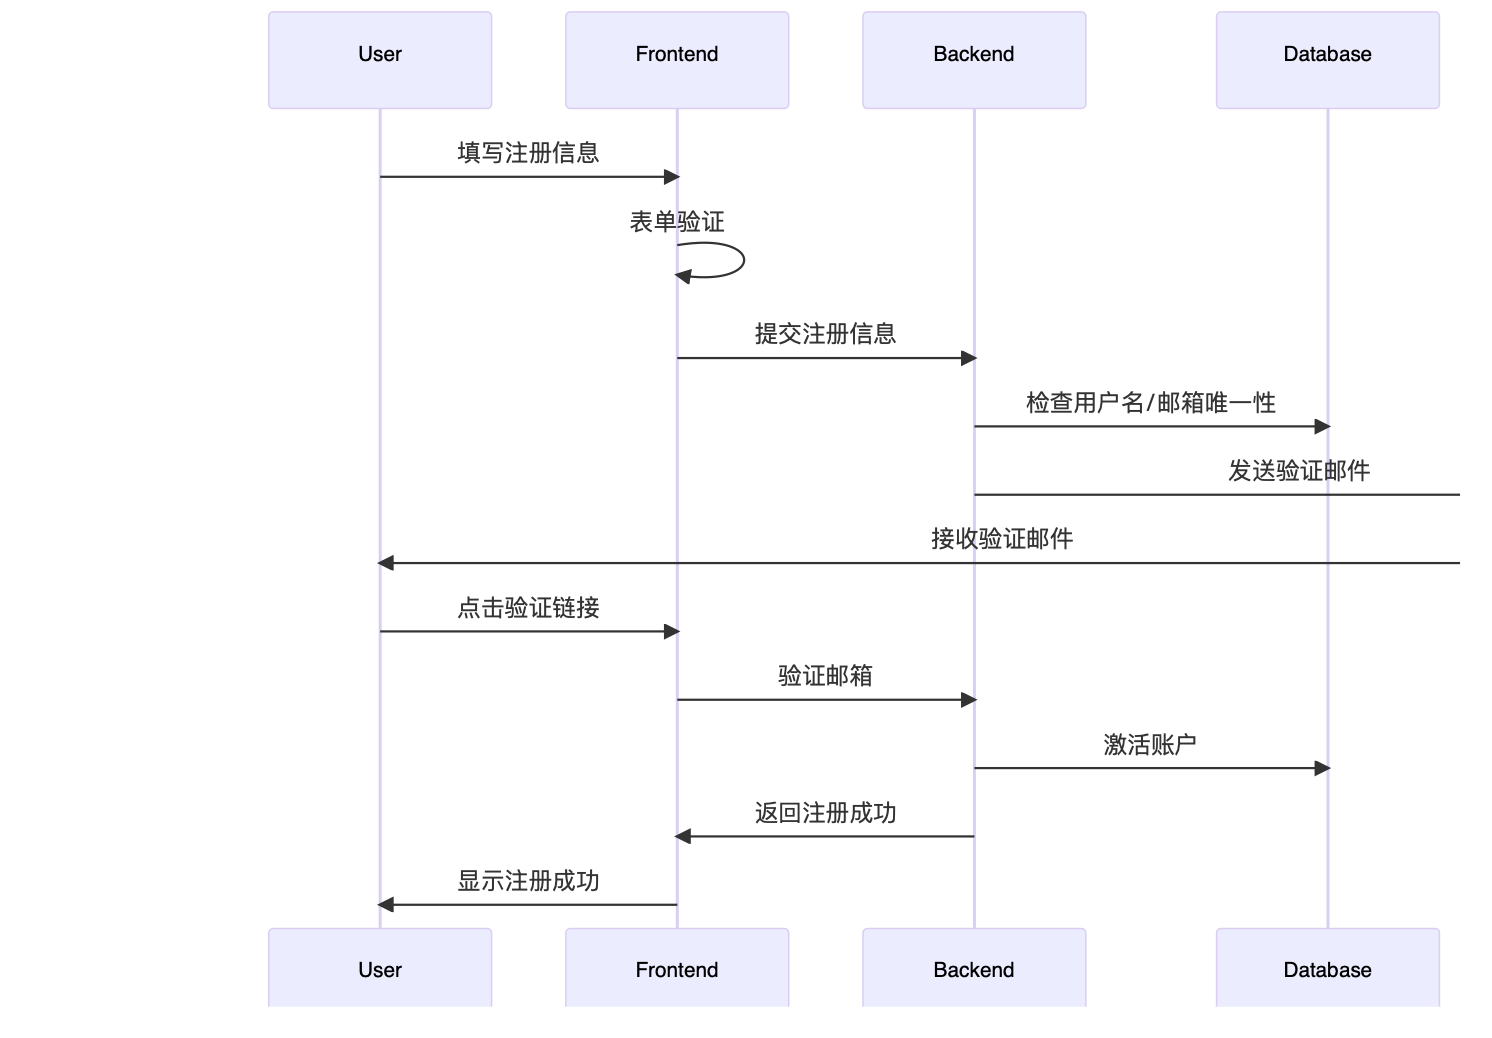 User
Frontend
Backend
Database
填写注册信息
表单验证
提交注册信息
检查用户名/邮箱唯一性
发送验证邮件
接收验证邮件
点击验证链接
验证邮箱
激活账户
返回注册成功
显示注册成功
User
Frontend
Backend
Database